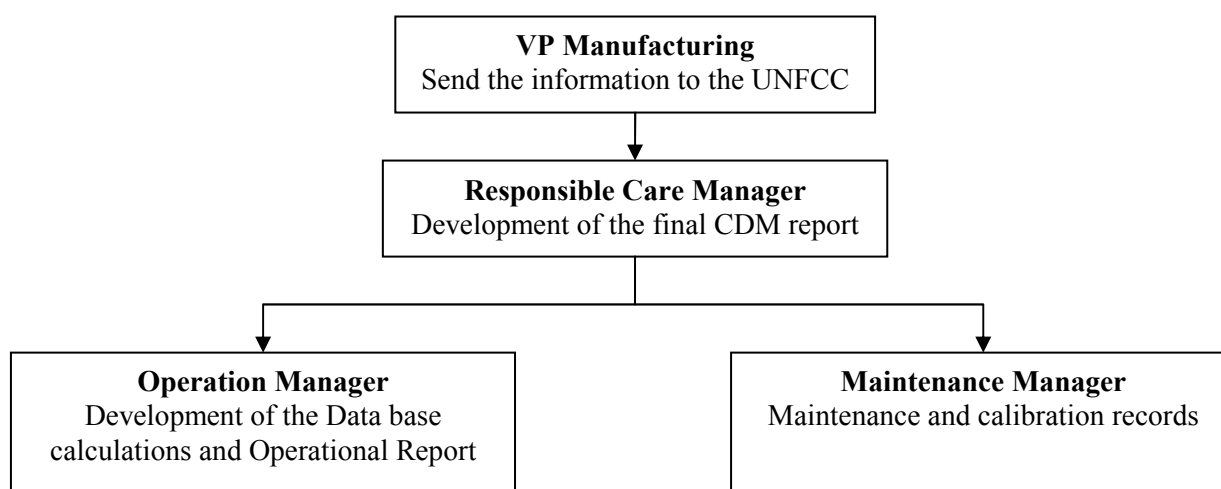 VP Manufacturing
Send the information to the UNFCC
Responsible Care Manager
Development of the final CDM report
Operation Manager
Development of the Data base
calculations and Operational Report
Maintenance Manager
Maintenance and calibration records